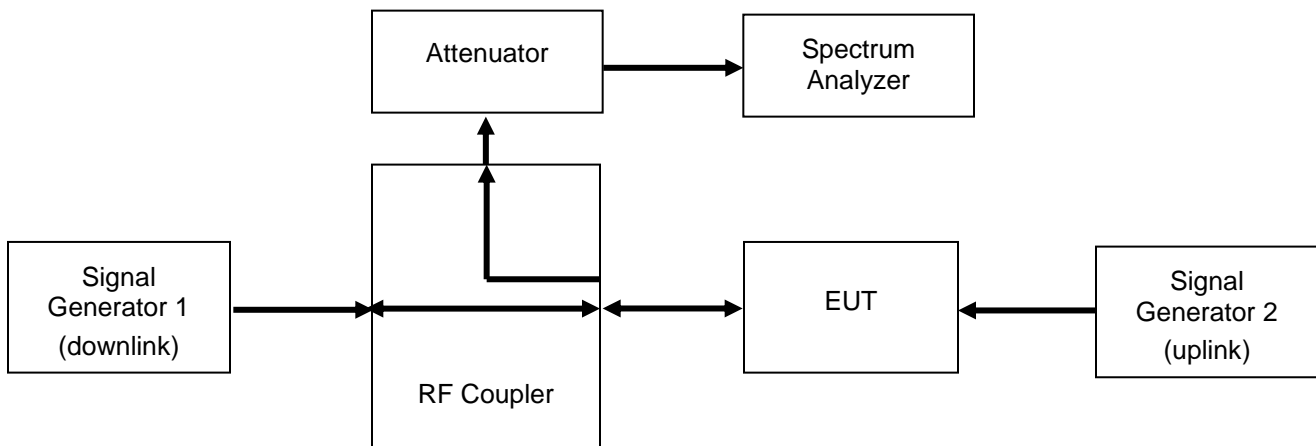 Attenuator
Spectrum
Analyzer
Signal
Generator 1
(downlink)
RF Coupler
EUT
Signal
Generator 2
(uplink)